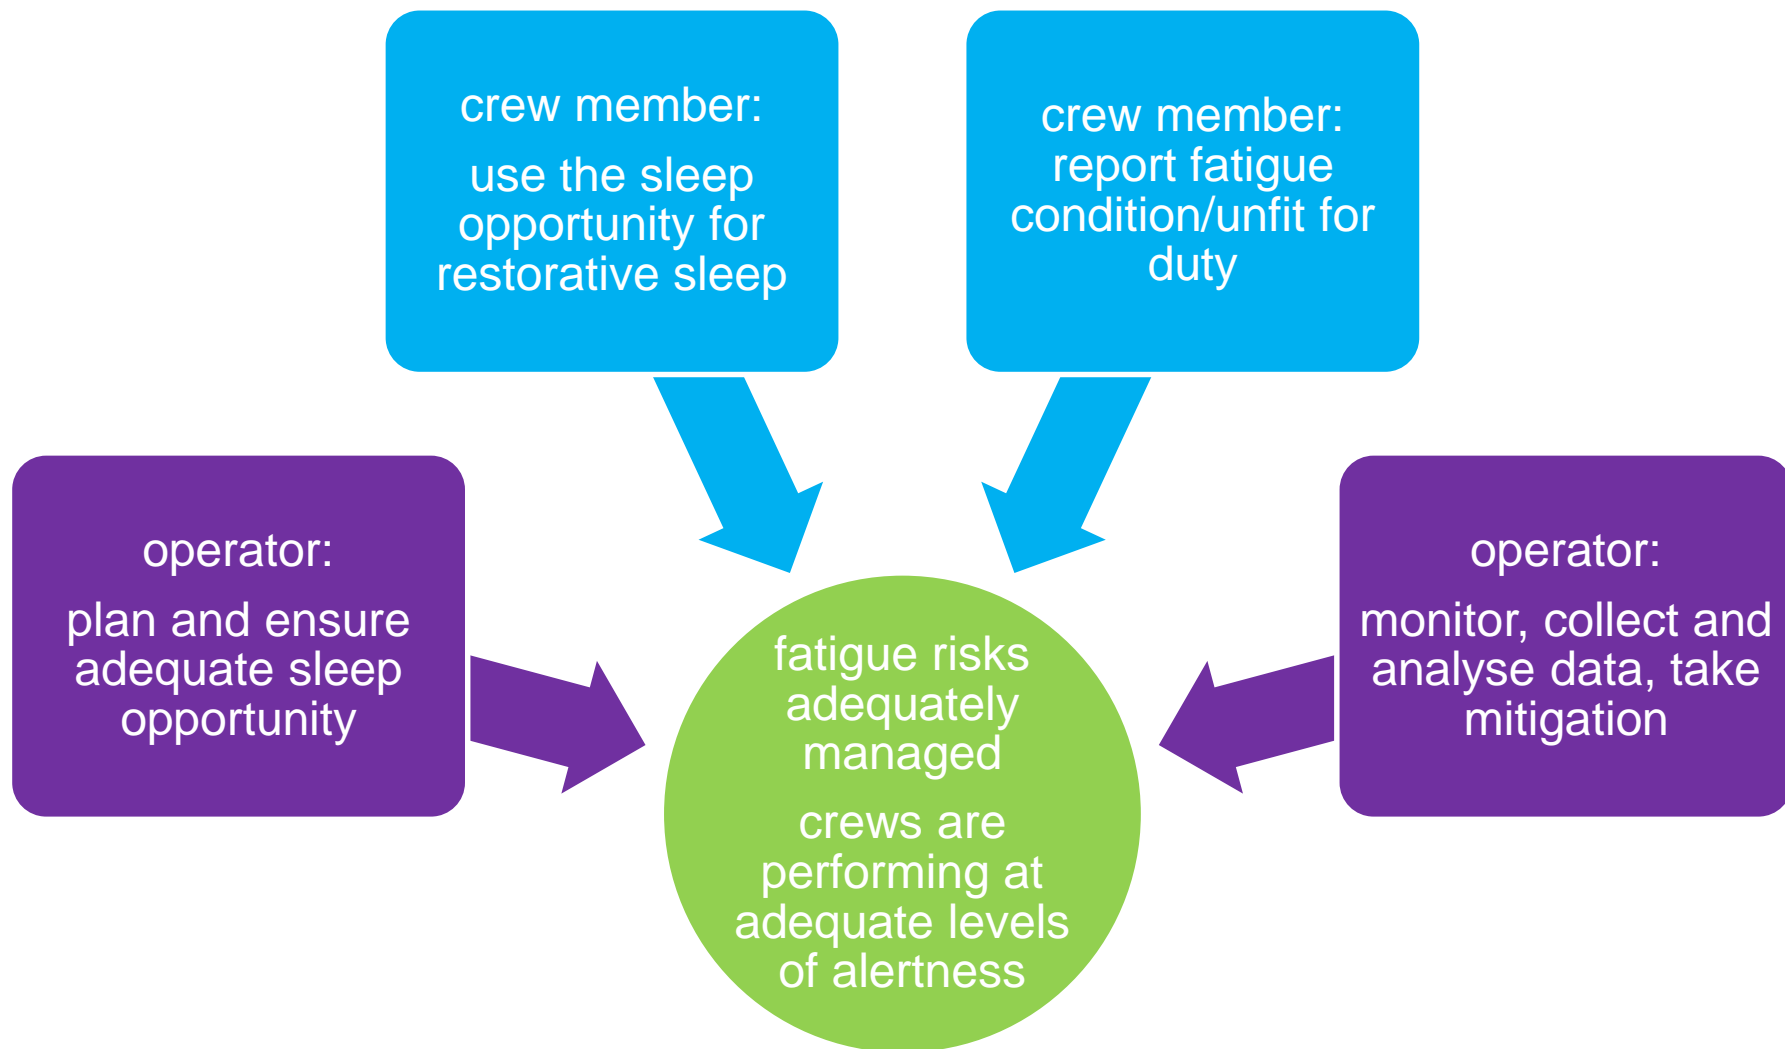 crew member:
use the sleep
opportunity for
restorative sleep
crew member:
report fatigue
condition/unfit for
duty
operator:
plan and ensure
adequate sleep
opportunity
operator:
monitor, collect and
analyse data, take
mitigation
fatigue risks
adequately
managed
crews are
performing at
adequate levels
of alertness